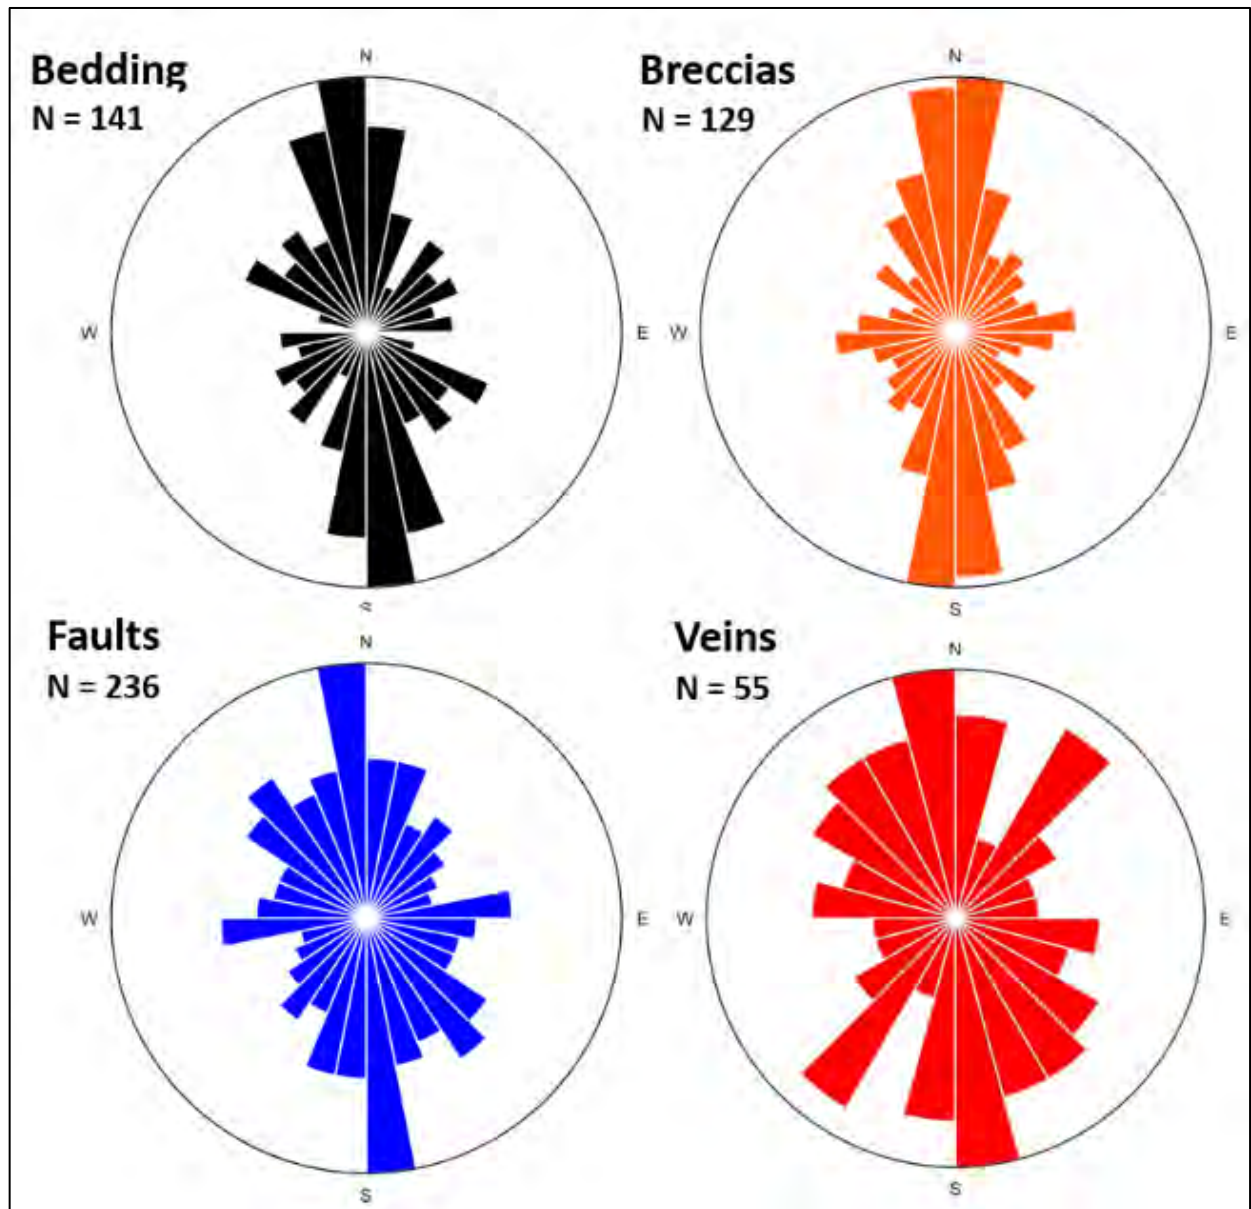 Bedding
N = 141
N
W
E
S
Breccias
N = 129
N
W
E
S
Faults
N = 236
N
W
E
S
Veins
N = 55
N
W
E
S